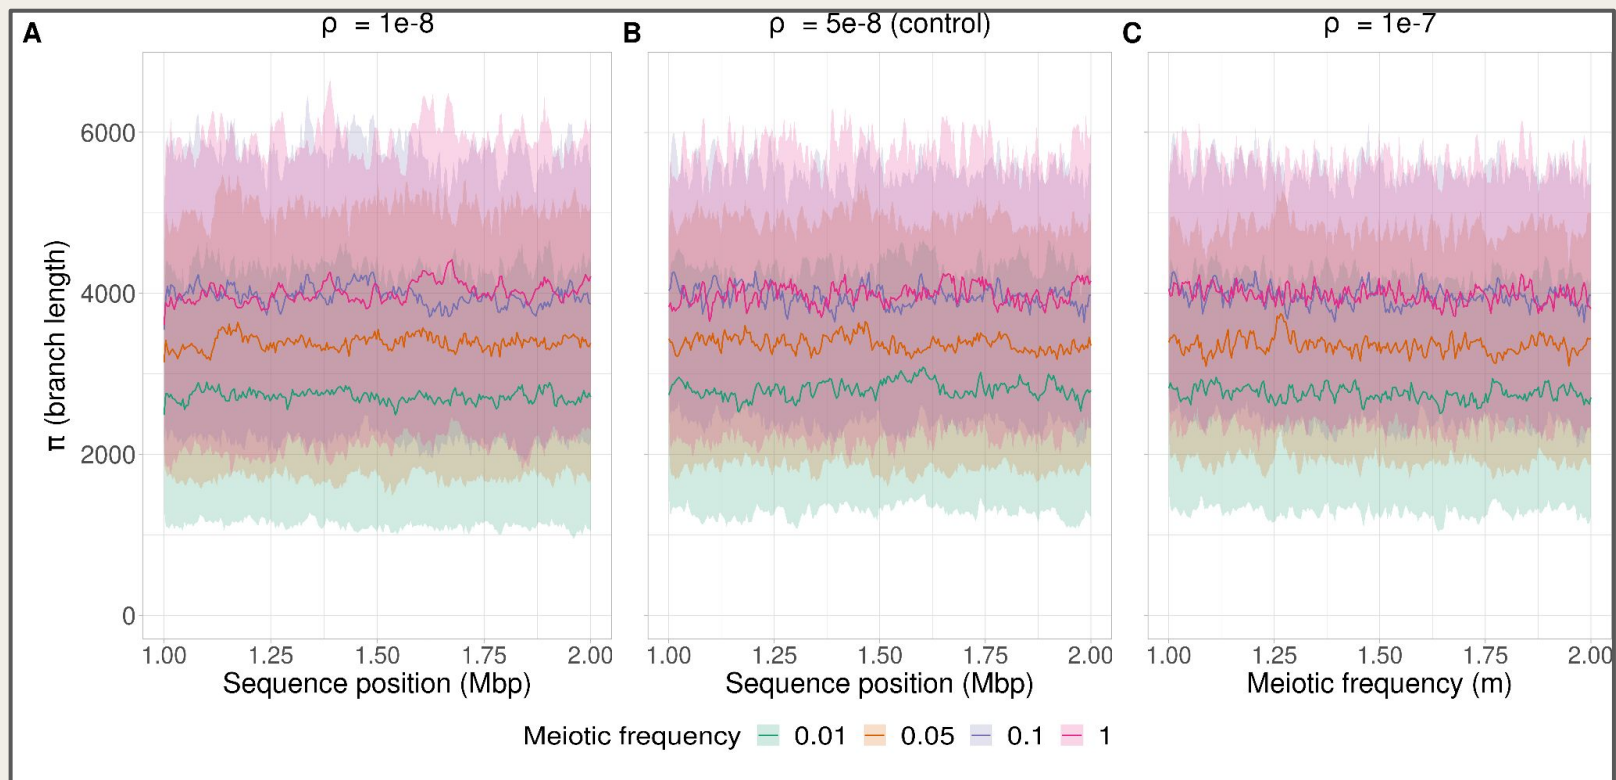 A ρ = 1e-8 B ρ = 5e-8 (control) C ρ = 1e-7
π (branch length)
6000
4000
2000
0
1.00 1.25 1.50 1.75 2.00 1.00 1.25 1.50 1.75 2.00 1.00 1.25 1.50 1.75 2.00
Sequence position (Mbp) Sequence position (Mbp) Meiotic frequency (m)
Meiotic frequency 0.01 0.05 0.1 1